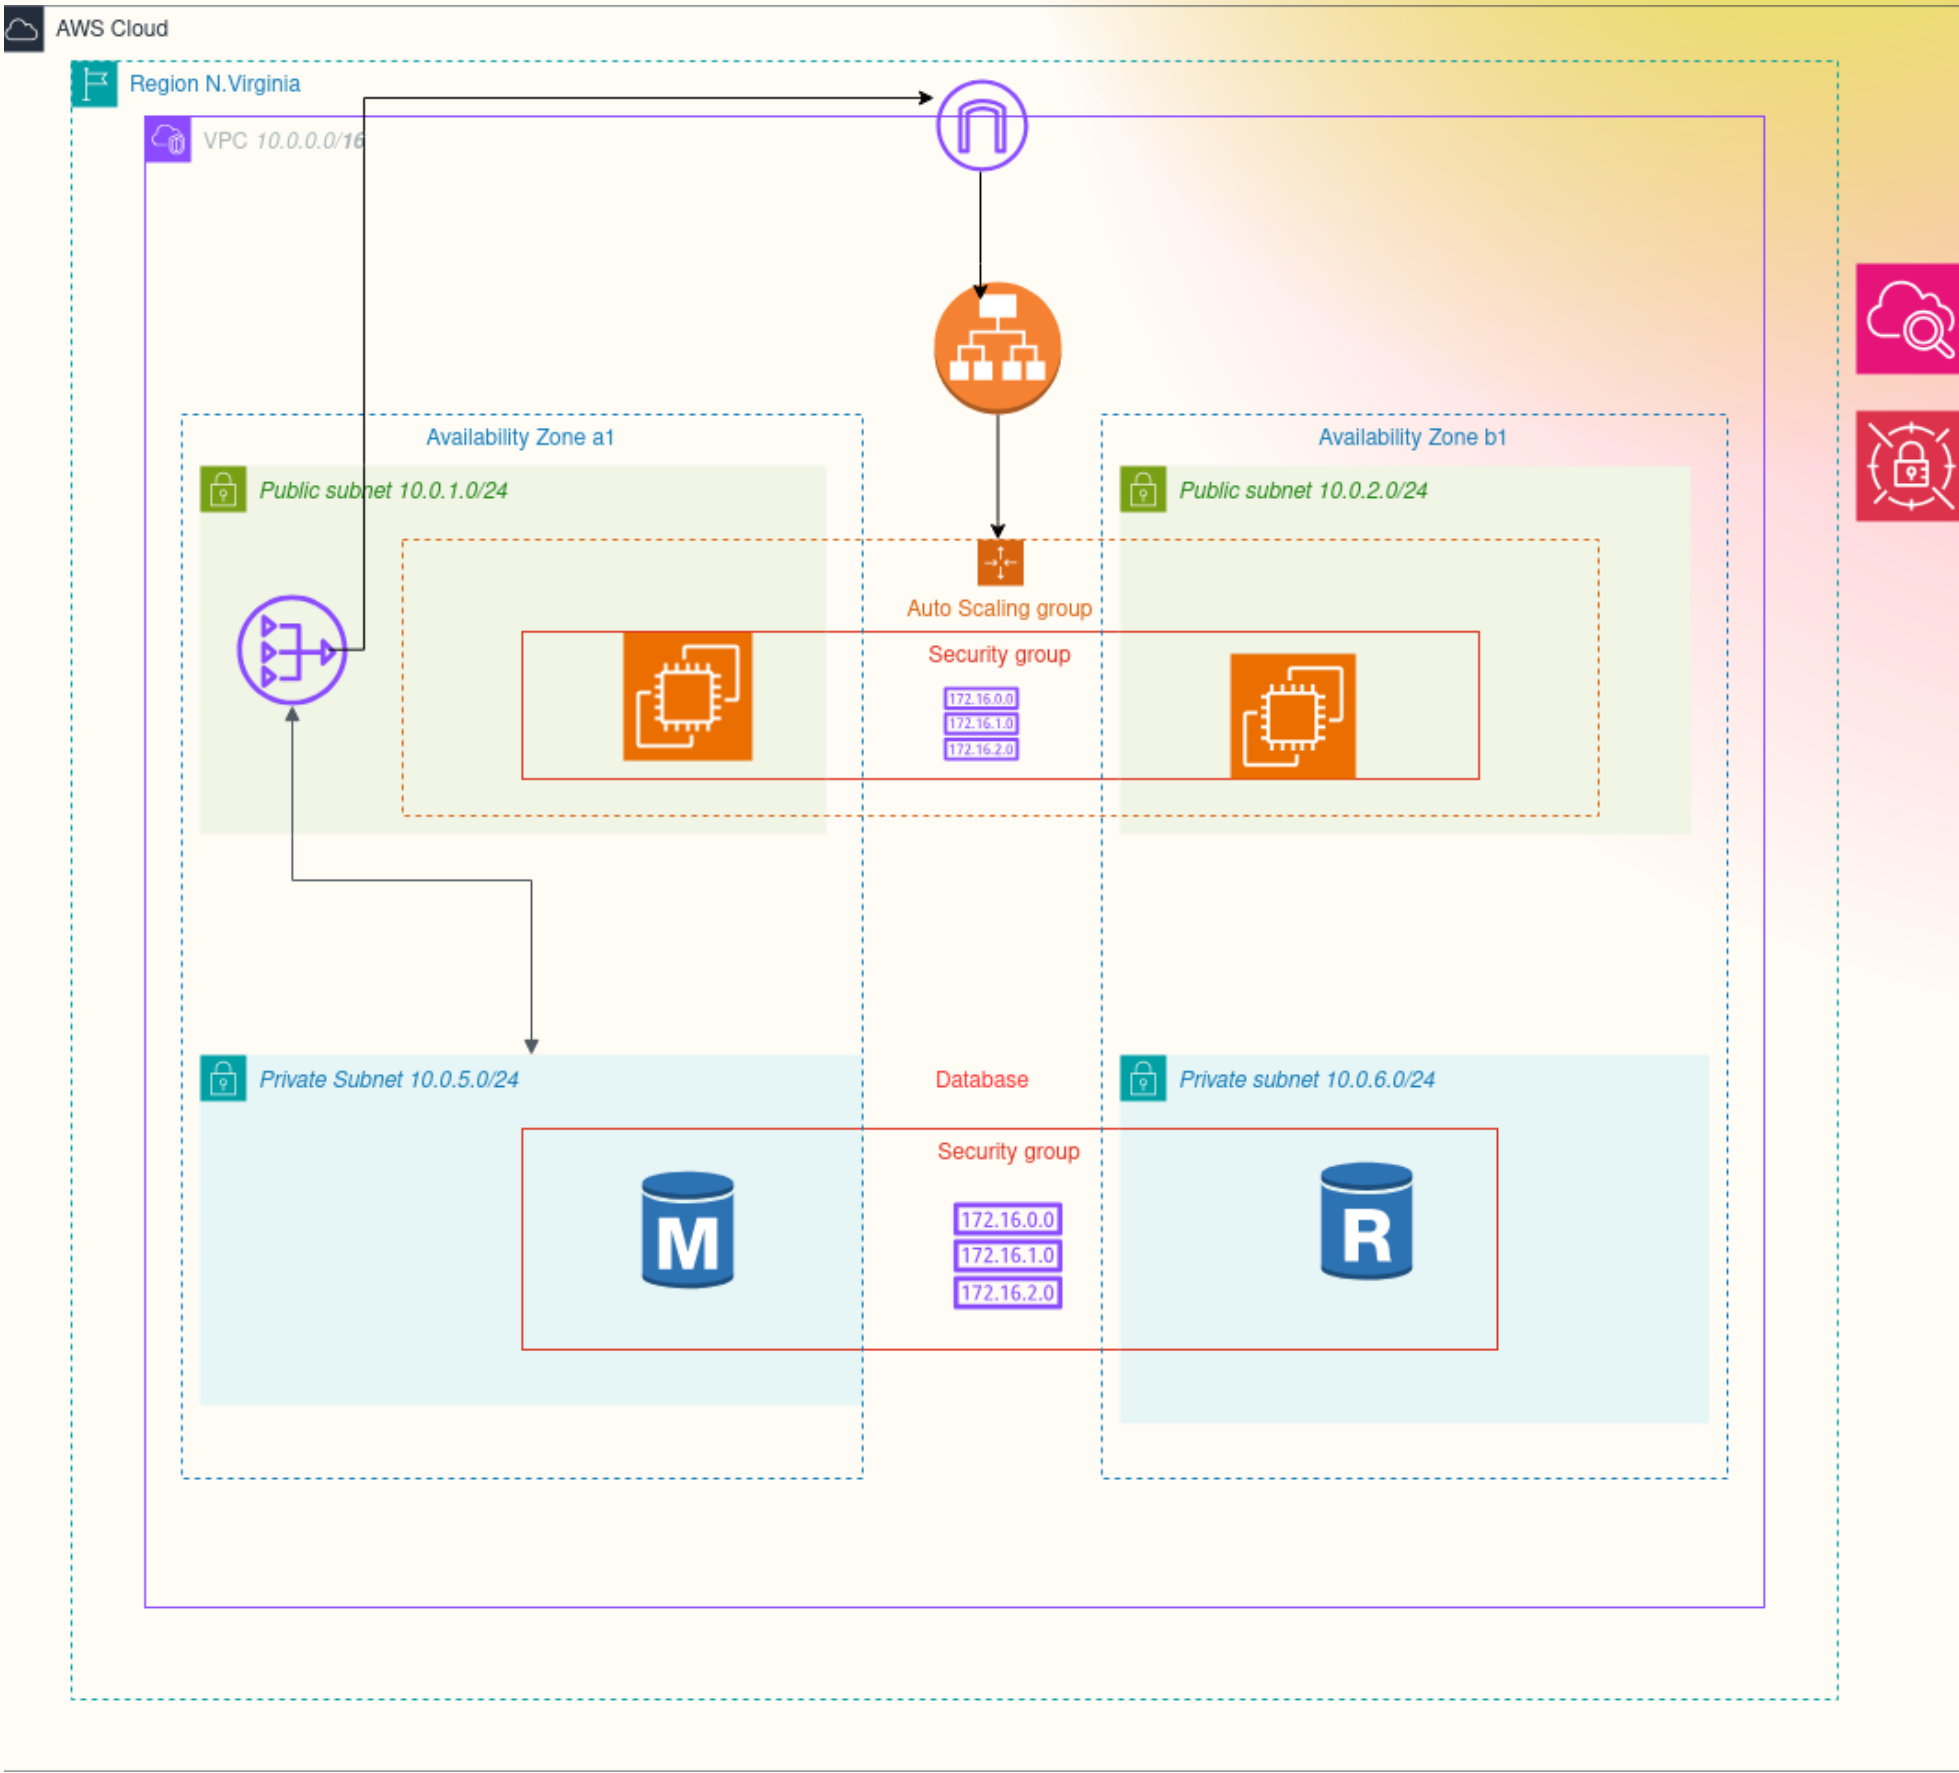 AWS Cloud
Region N.Virginia
VPC 10.0.0.0/16
Availability Zone a1
Availability Zone b1
Public subnet 10.0.1.0/24
Public subnet 10.0.2.0/24
Auto Scaling group
Security group
172.16.0.0
172.16.1.0
172.16.2.0
Private Subnet 10.0.5.0/24
Database
Private subnet 10.0.6.0/24
Security group
M
R
172.16.0.0
172.16.1.0
172.16.2.0